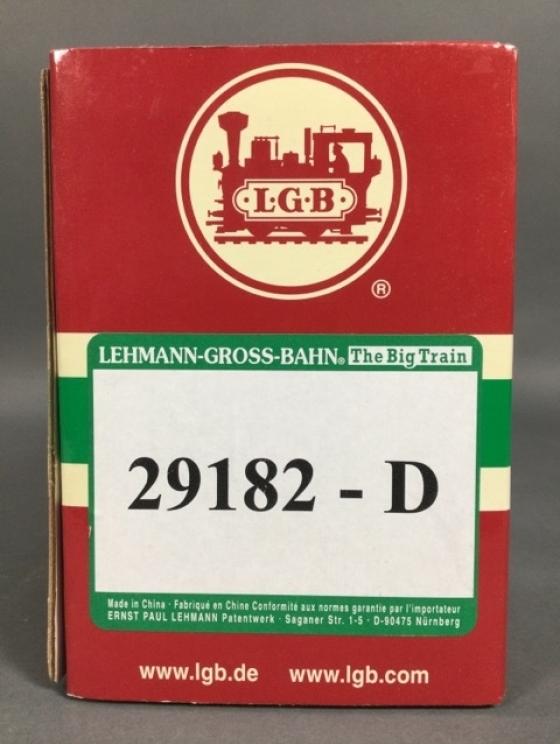 L·G·B
®
LEHMANN-GROSS-BAHN® The Big Train
29182 - D
Made in China · Fabriqué en Chine Conformité aux normes garantie par l'importateur
ERNST PAUL LEHMANN Patentwerk · Saganer Str. 1-5 · D-90475 Nürnberg
www.lgb.de www.lgb.com